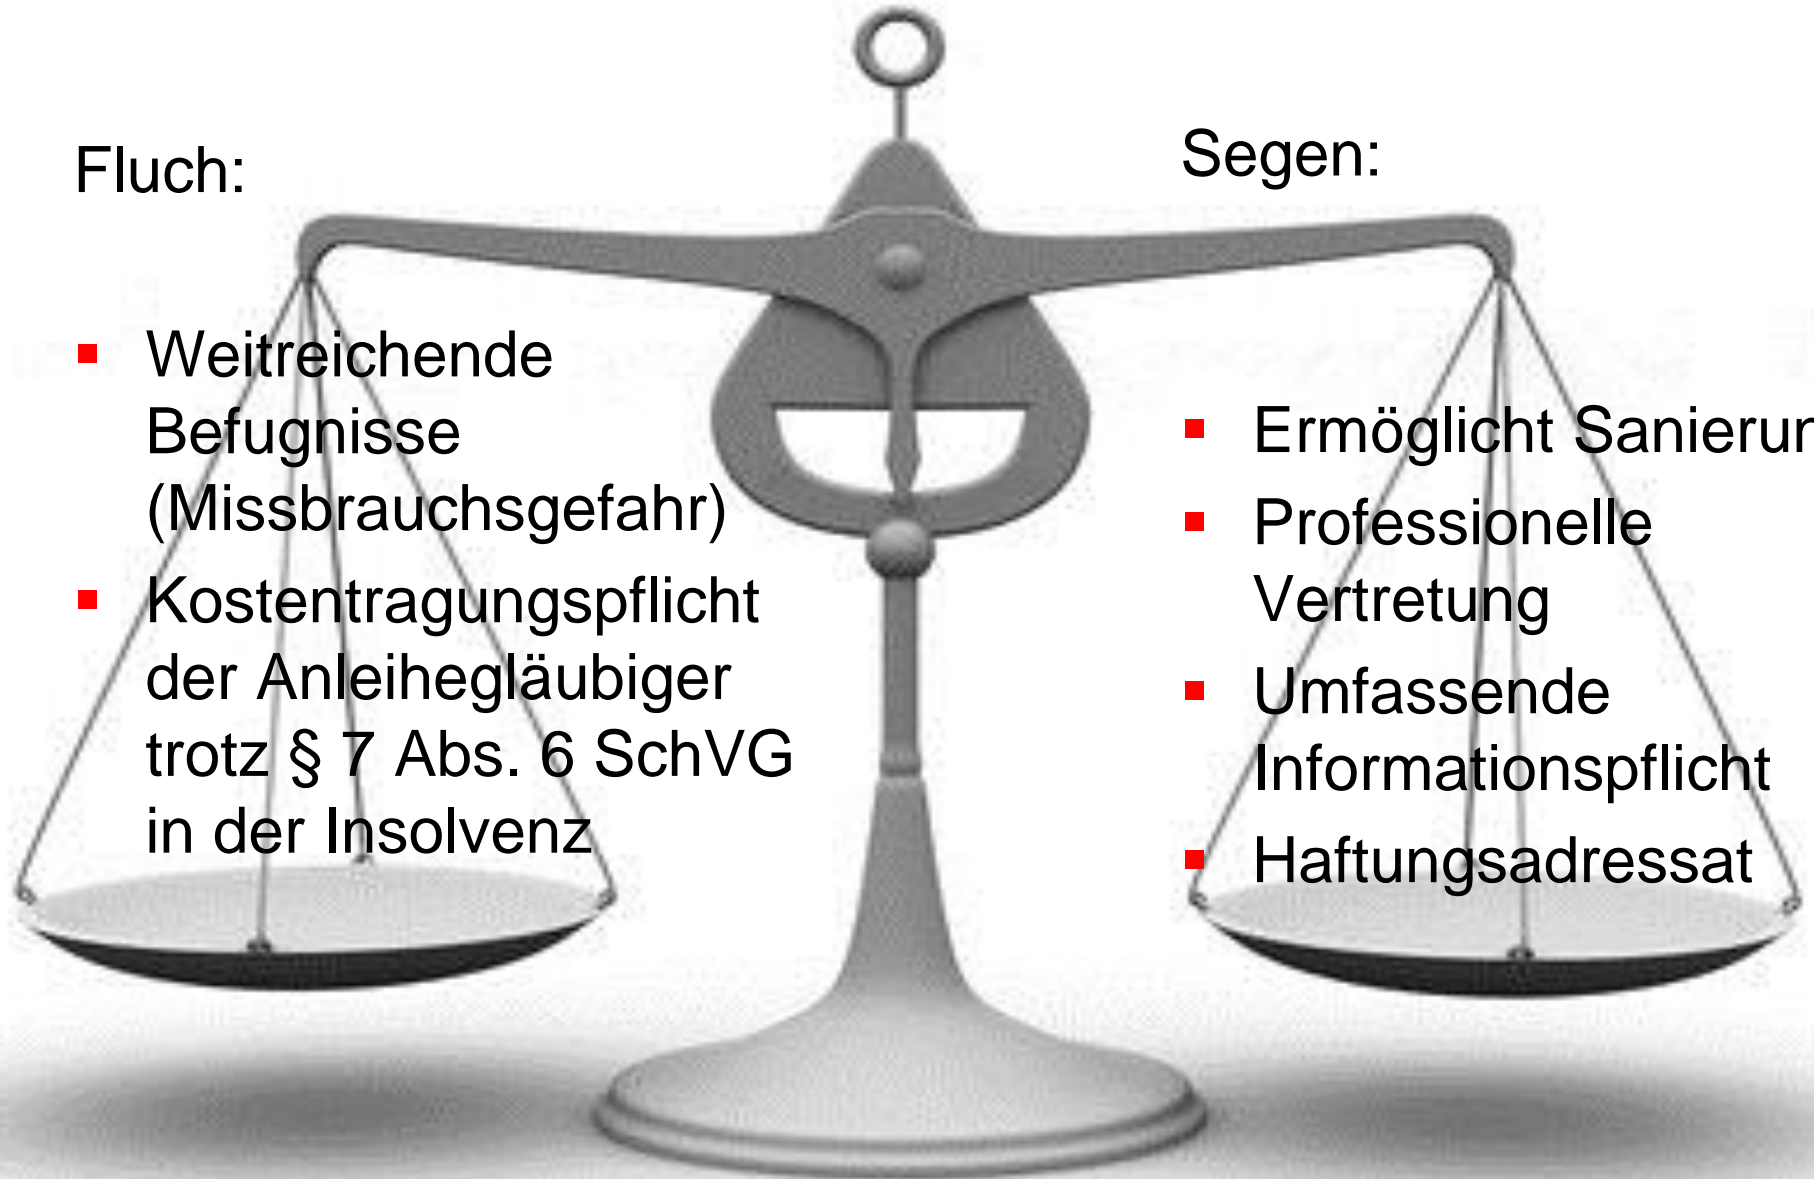 Fluch:
▪ Weitreichende
Befugnisse
(Missbrauchsgefahr)
▪ Kostentragungspflicht
der Anleihegläubiger
trotz § 7 Abs. 6 SchVG
in der Insolvenz
Segen:
▪ Ermöglicht Sanierun
▪ Professionelle
Vertretung
▪ Umfassende
Informationspflicht
▪ Haftungsadressat